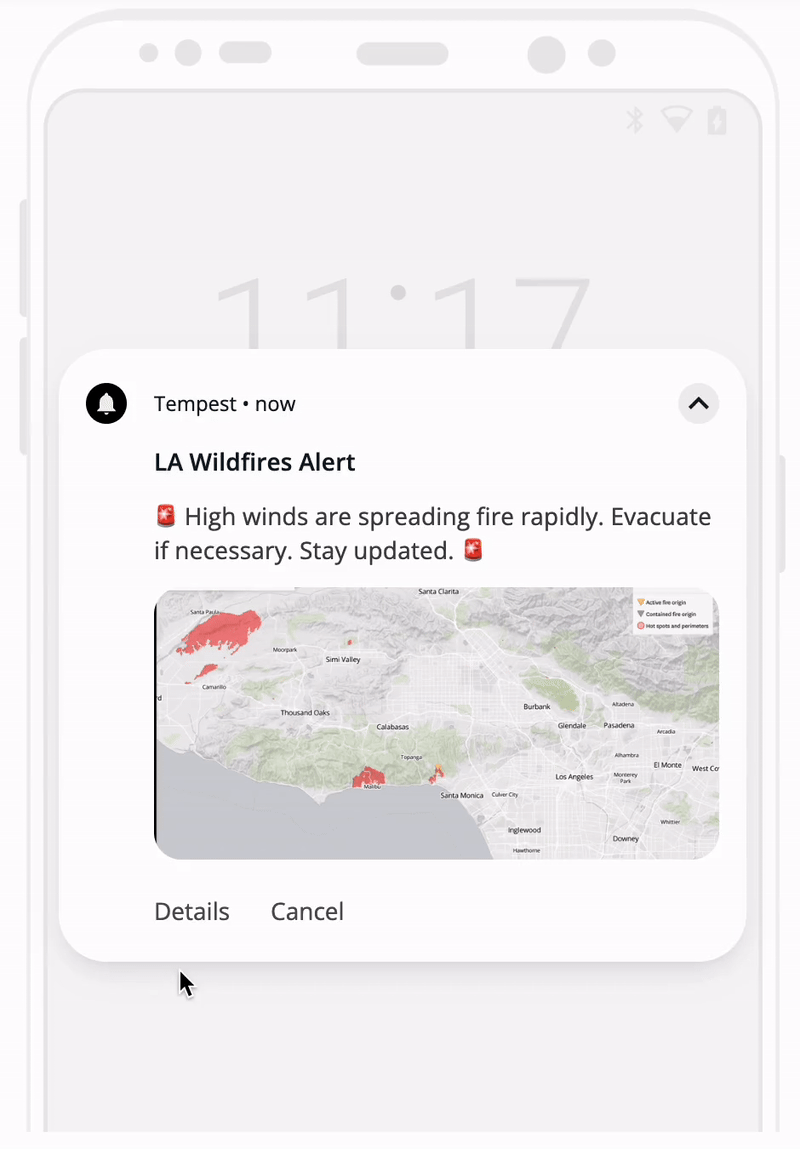 11:17
Tempest • now
LA Wildfires Alert
🚨 High winds are spreading fire rapidly. Evacuate
if necessary. Stay updated. 🚨
Santa Clarita
Active fire origin
Contained fire origin
Hot spots and perimeters
Santa Paula
Moorpark
Simi Valley
Camarillo
rd
Thousand Oaks
Burbank
Altadena
Calabasas
Glendale
Pasadena
Arcadia
Topanga
Alhambra
El Monte
West Co
Malibu
Los Angeles
Monterey
Park
Santa Monica
Culver City
Whittier
Inglewood
Downey
Hawthorne
Details
Cancel